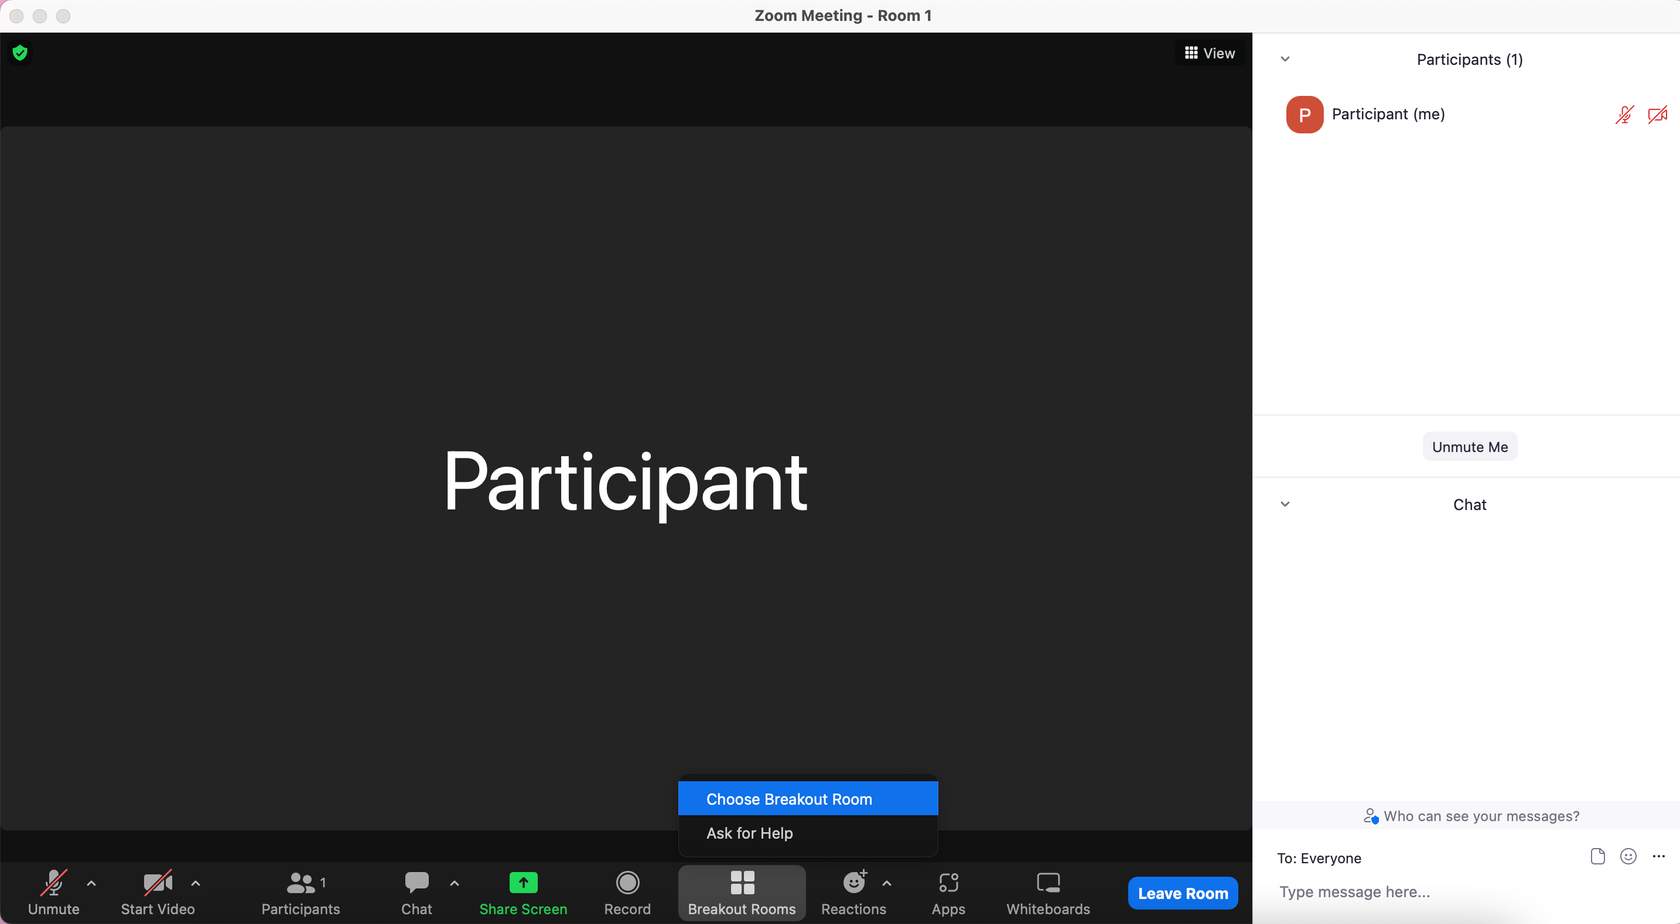 Zoom Meeting - Room 1
View
Participants (1)
P
Participant (me)
Participant
Unmute Me
Chat
Choose Breakout Room
Ask for Help
Who can see your messages?
To: Everyone
Type message here...
Unmute
Start Video
1
Participants
Chat
Share Screen
Record
Breakout Rooms
Reactions
Apps
Whiteboards
Leave Room